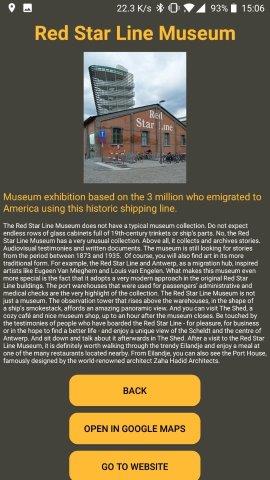 22.3 K/s 93% 15:06
Red Star Line Museum
Red
Star Line
Museum exhibition based on the 3 million who emigrated to
America using this historic shipping line.
The Red Star Line Museum does not have a typical museum collection. Do not expect
endless rows of glass cabinets full of 19th-century trinkets or ship's parts. No, the Red
Star Line Museum has a very unusual collection. Above all, it collects and archives stories.
Audiovisual testimonies and written documents. The museum is still looking for stories
from the period between 1873 and 1935. Of course, you will also find art in its more
traditional form. For example, the Red Star Line and Antwerp, as a migration hub, inspired
artists like Eugeen Van Mieghem and Louis van Engelen. What makes this museum even
more special is the fact that it adopts a very modern approach in the original Red Star
Line buildings. The port warehouses that were used for passengers' administrative and
medical checks are the very highlight of the collection. The Red Star Line Museum is not
just a museum. The observation tower that rises above the warehouses, in the shape of
a ship's smokestack, affords an amazing panoramic view. And you can visit The Shed, a
cozy café and nice museum shop, up to an hour after the museum closes. Be touched by
the testimonies of people who have boarded the Red Star Line - for pleasure, for business
or in the hope to find a better life - and enjoy a unique view of the Scheldt and the centre of
Antwerp. And sit down and talk about it afterwards in The Shed. After a visit to the Red Star
Line Museum, it is definitely worth walking through the trendy Eilandje and enjoy a meal at
one of the many restaurants located nearby. From Eilandje, you can also see the Port House,
famously designed by the world-renowned architect Zaha Hadid Architects.
BACK
OPEN IN GOOGLE MAPS
GO TO WEBSITE